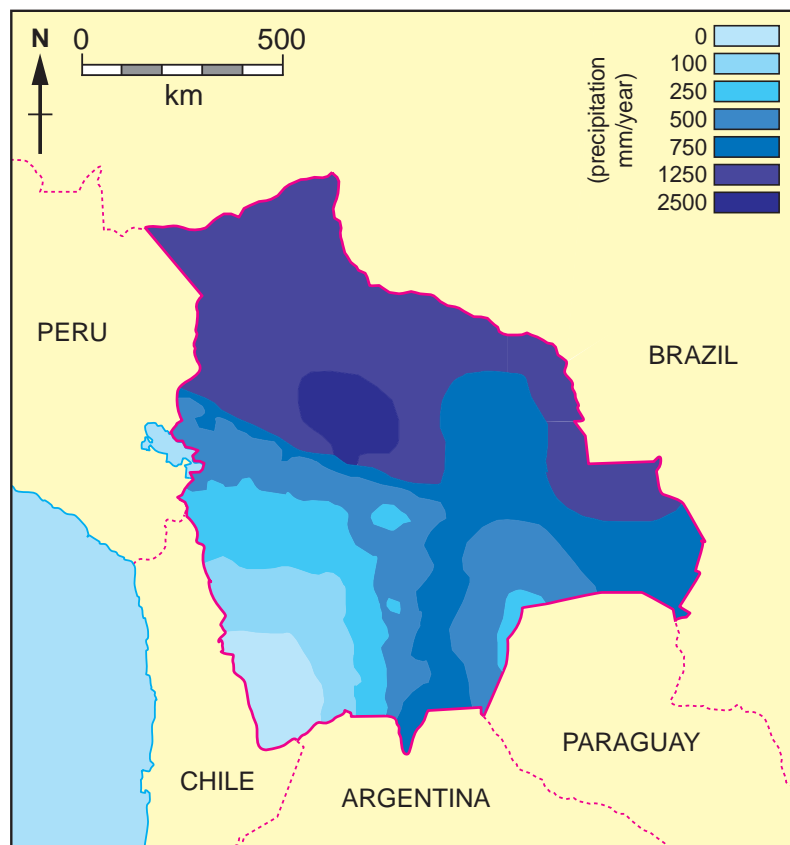 N
0 500
km
(precipitation
mm/year)
0
100
250
500
750
1250
2500
PERU
BRAZIL
PARAGUAY
CHILE
ARGENTINA